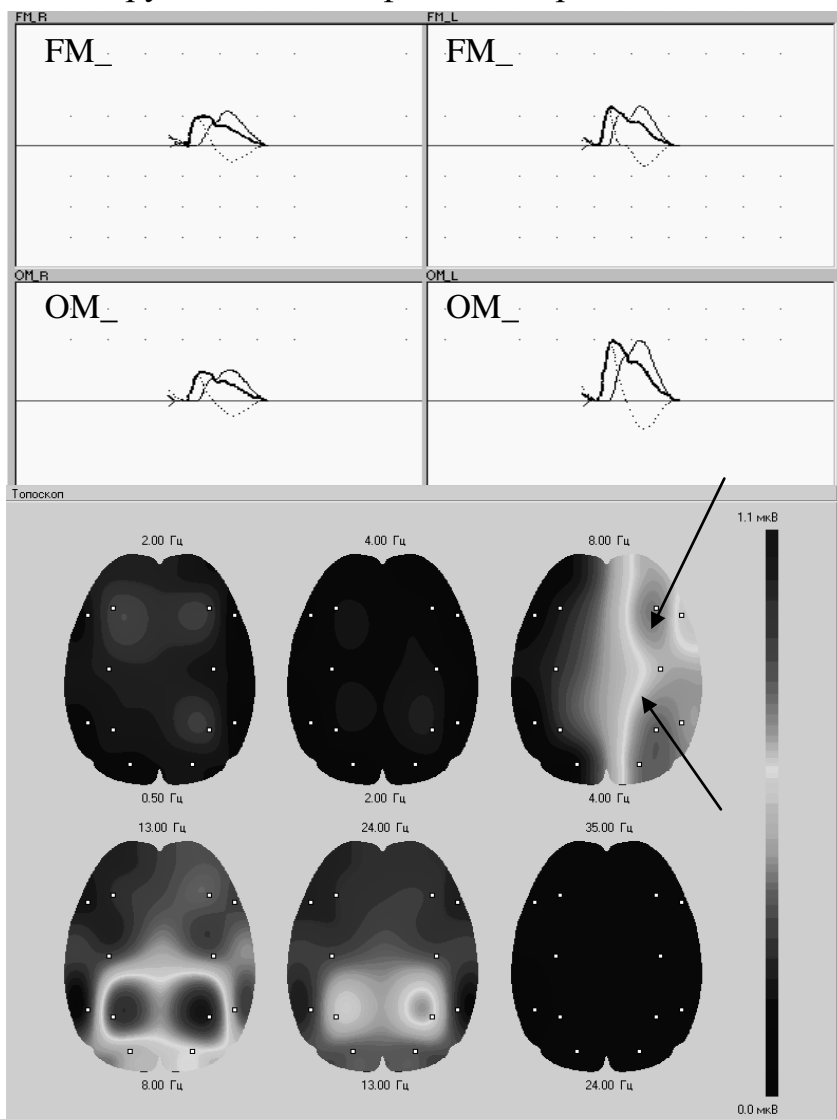 FM_R FM_L
FM_ FM_
OM_R OM_L
OM_ OM_
Топоскоп
1.1 мкВ
2.00 Гц 4.00 Гц 8.00 Гц
0.50 Гц 2.00 Гц 4.00 Гц
13.00 Гц 24.00 Гц 35.00 Гц
8.00 Гц 13.00 Гц 24.00 Гц
0.0 мкВ